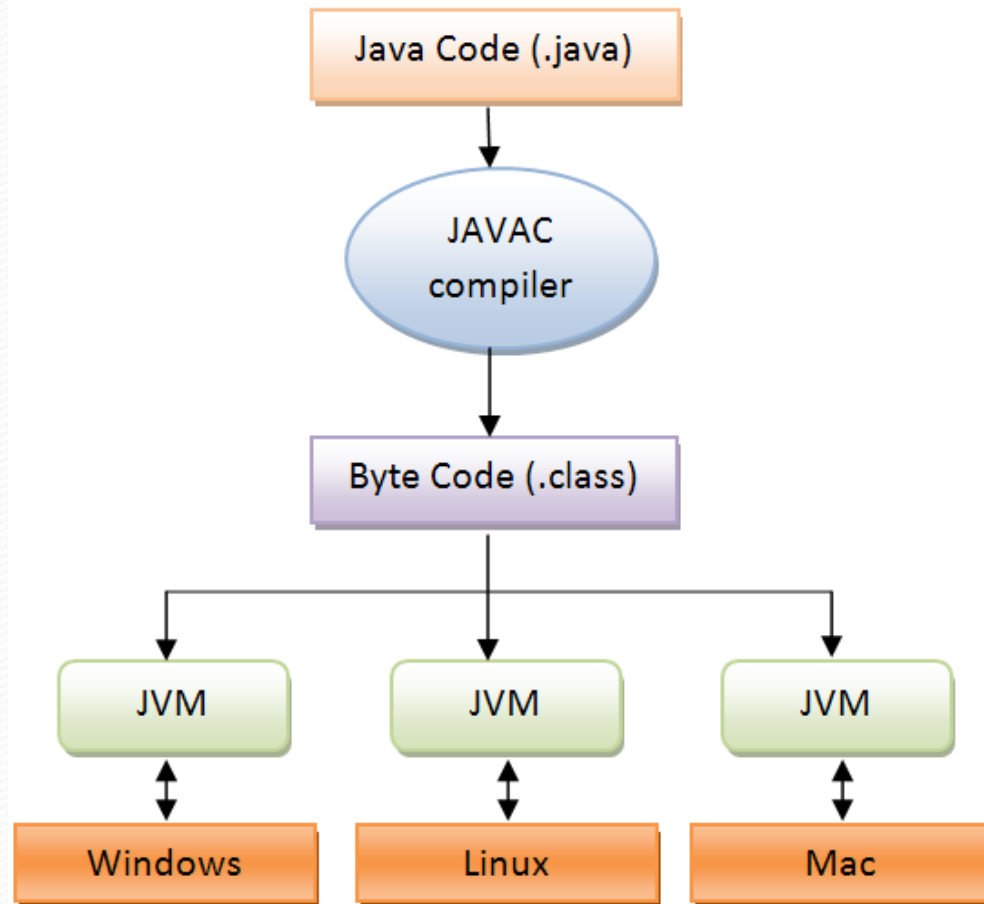 Java Code (.java)
JAVAC
compiler
Byte Code (.class)
JVM
JVM
JVM
Windows
Linux
Mac